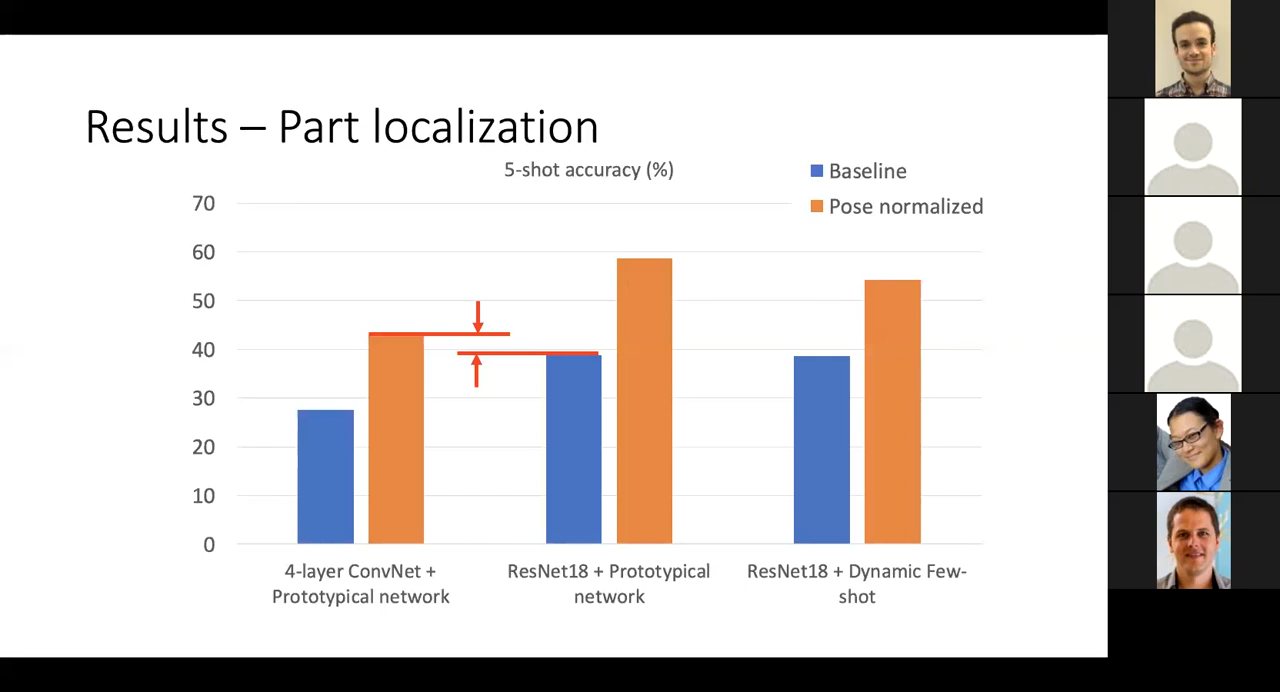 Results – Part localization
5-shot accuracy (%)
Baseline
Pose normalized
70
60
50
40
30
20
10
0
4-layer ConvNet +
Prototypical network
ResNet18 + Prototypical
network
ResNet18 + Dynamic Few-
shot